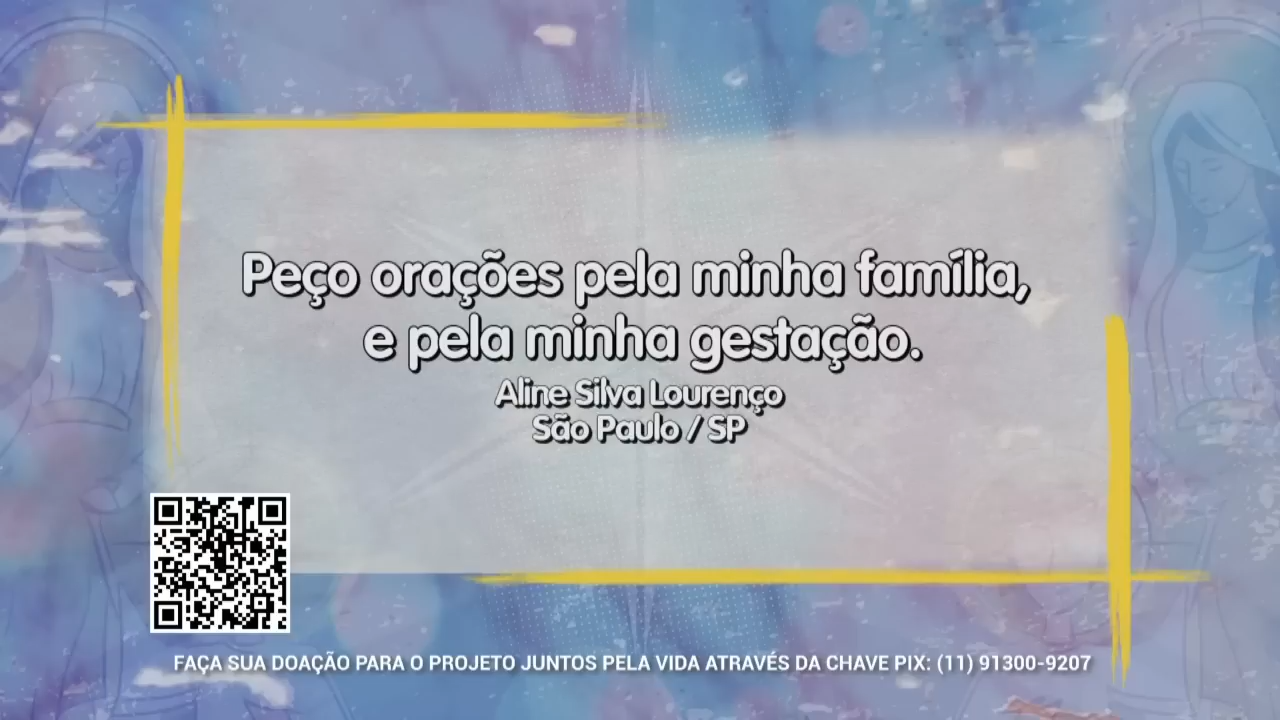 Peço orações pela minha família,
e pela minha gestação.
Aline Silva Lourenço
São Paulo / SP
FAÇA SUA DOAÇÃO PARA O PROJETO JUNTOS PELA VIDA ATRAVÉS DA CHAVE PIX: (11) 91300-9207